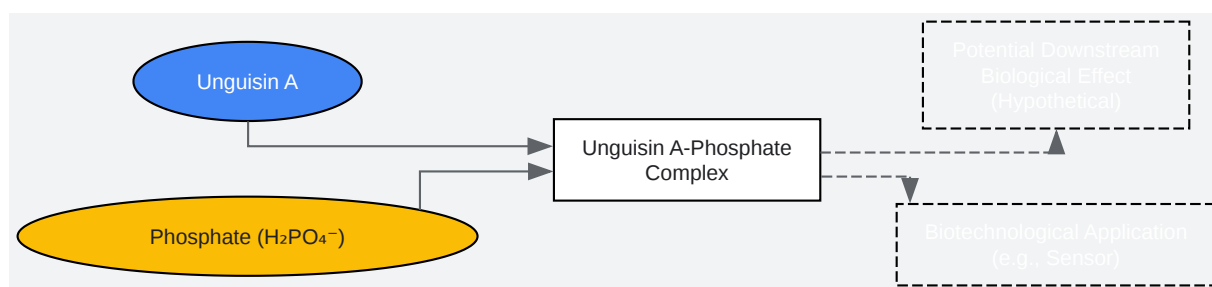 Unguisin A
Potential Downstream
Biological Effect
(Hypothetical)
Unguisin A-Phosphate
Complex
Phosphate (H₂PO₄⁻)
Biotechnological Application
(e.g., Sensor)